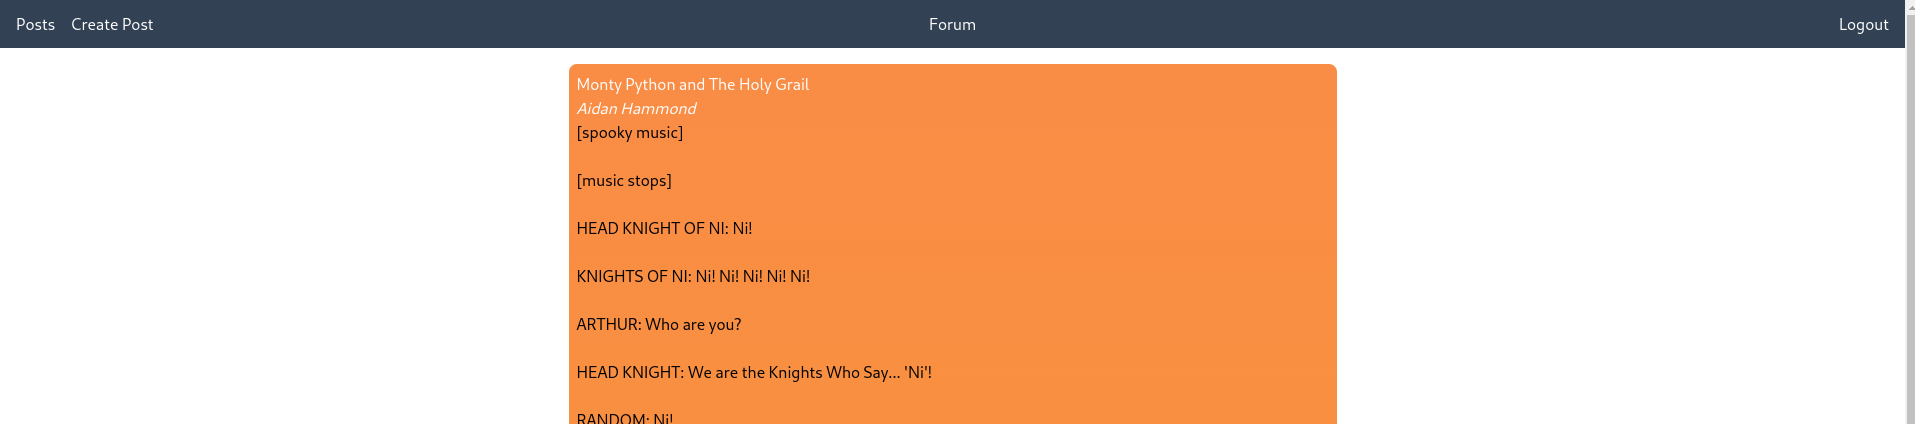 Posts Create Post Forum Logout
Monty Python and The Holy Grail
Aidan Hammond
[spooky music]
[music stops]
HEAD KNIGHT OF NI: Ni!
KNIGHTS OF NI: Ni! Ni! Ni! Ni! Ni!
ARTHUR: Who are you?
HEAD KNIGHT: We are the Knights Who Say... 'Ni'!
RANDOM: Ni!